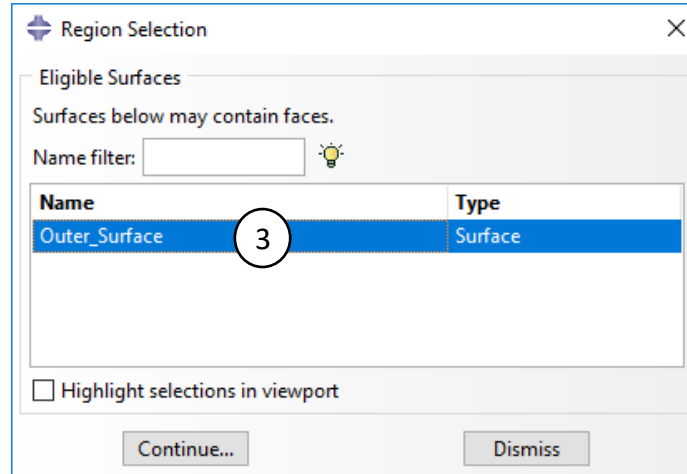 Region Selection
Eligible Surfaces
Surfaces below may contain faces.
Name filter:
Name Type
Outer_Surface 3 Surface
Highlight selections in viewport
Continue... Dismiss